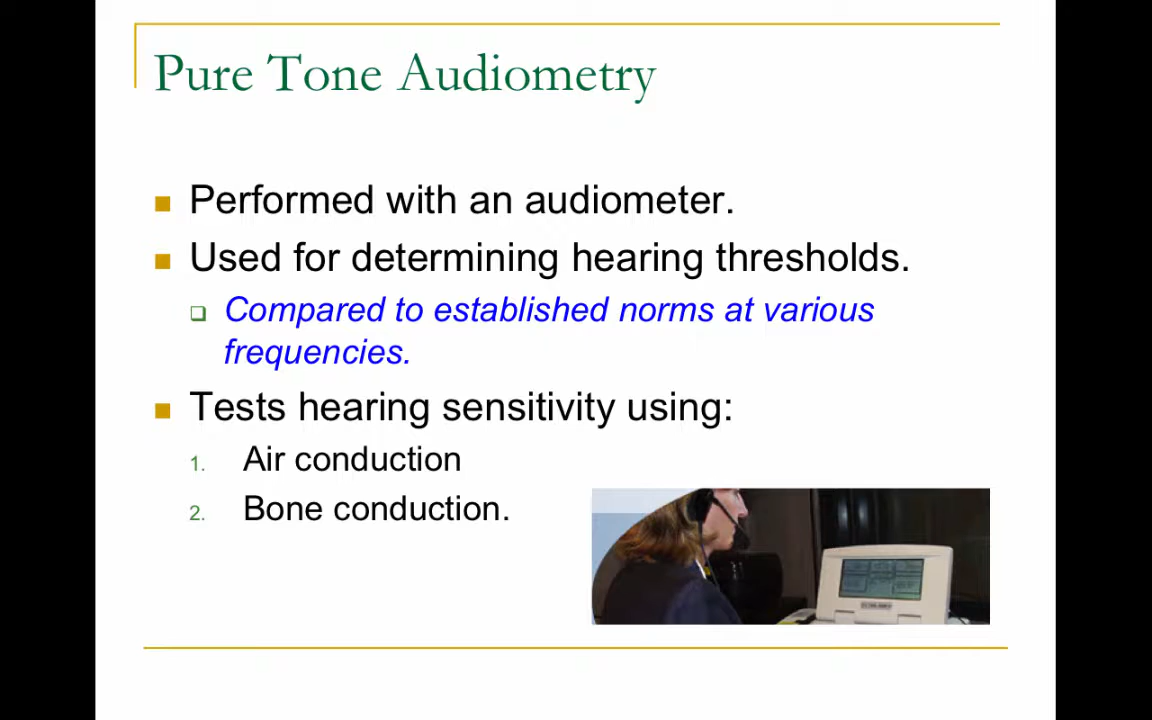 Pure Tone Audiometry
Performed with an audiometer.
Used for determining hearing thresholds.
Compared to established norms at various
frequencies.
Tests hearing sensitivity using:
1. Air conduction
2. Bone conduction.